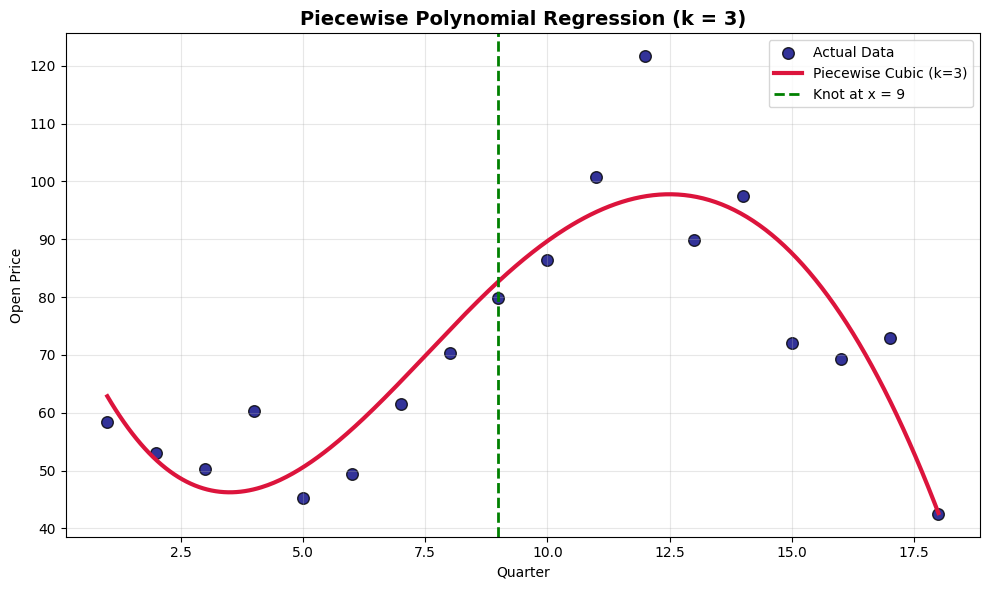 Piecewise Polynomial Regression (k = 3)
Actual Data
Piecewise Cubic (k=3)
Knot at x = 9
Open Price
120
110
100
90
80
70
60
50
40
2.5 5.0 7.5 10.0 12.5 15.0 17.5
Quarter